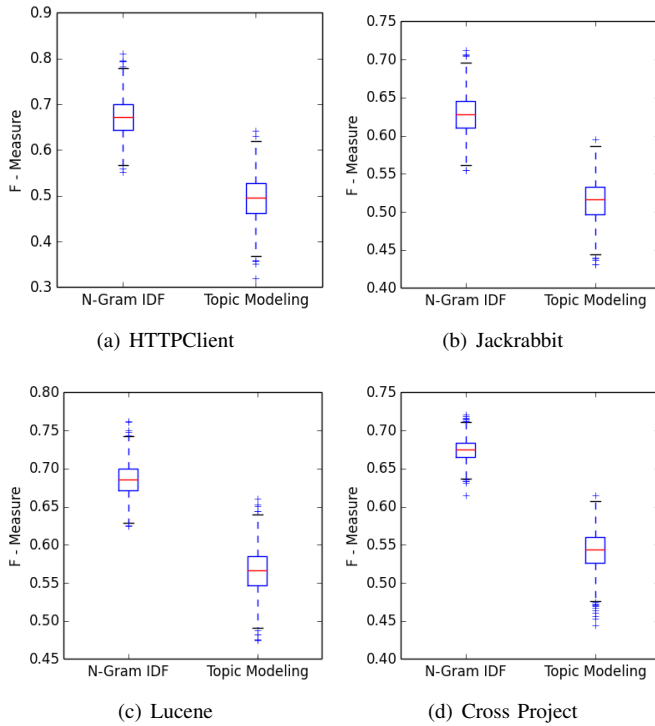 0.9
0.8
0.7
0.6
0.5
0.4
0.3
F - Measure
N-Gram IDF Topic Modeling
(a) HTTPClient
0.75
0.70
0.65
0.60
0.55
0.50
0.45
0.40
F - Measure
N-Gram IDF Topic Modeling
(b) Jackrabbit
0.80
0.75
0.70
0.65
0.60
0.55
0.50
0.45
F - Measure
N-Gram IDF Topic Modeling
(c) Lucene
0.75
0.70
0.65
0.60
0.55
0.50
0.45
0.40
F - Measure
N-Gram IDF Topic Modeling
(d) Cross Project